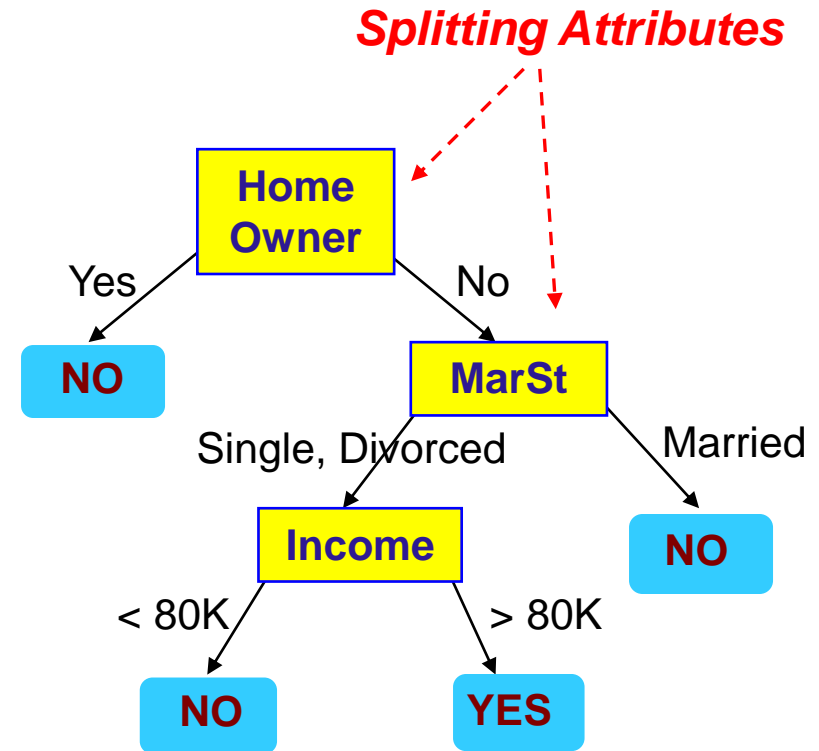 Splitting Attributes
Home
Owner
Yes
No
NO
MarSt
Single, Divorced
Married
Income
NO
< 80K
> 80K
NO
YES